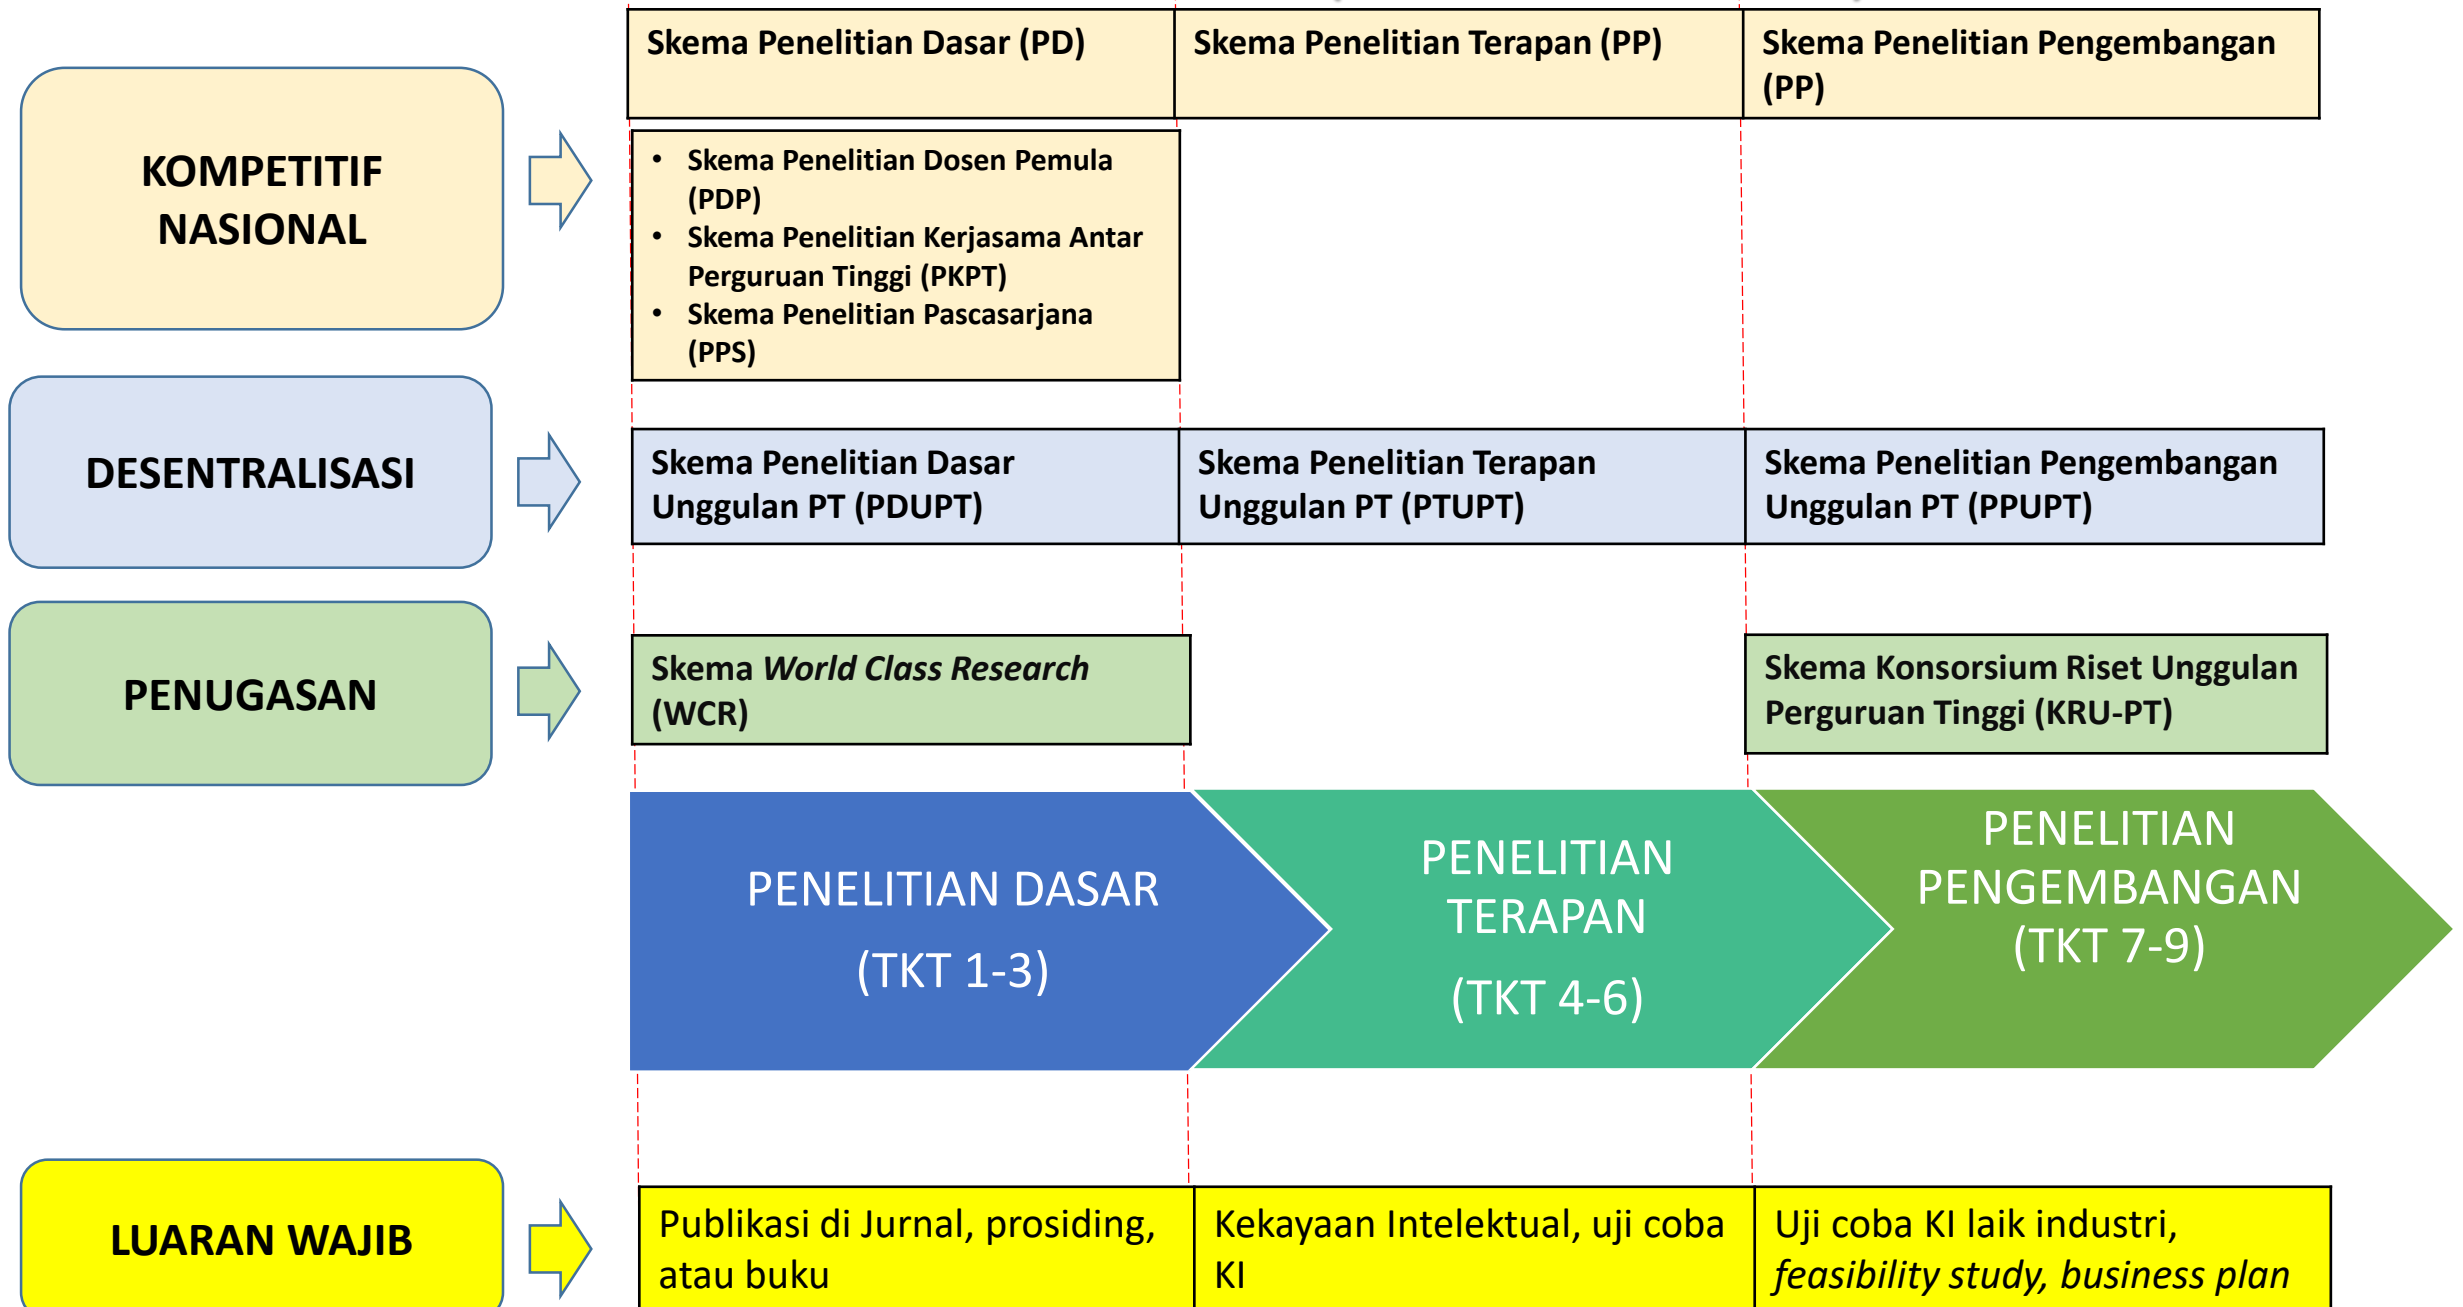 Skema Penelitian Dasar (PD)
Skema Penelitian Terapan (PP)
Skema Penelitian Pengembangan
(PP)
KOMPETITIF
NASIONAL
• Skema Penelitian Dosen Pemula
(PDP)
• Skema Penelitian Kerjasama Antar
Perguruan Tinggi (PKPT)
• Skema Penelitian Pascasarjana
(PPS)
DESENTRALISASI
Skema Penelitian Dasar
Unggulan PT (PDUPT)
Skema Penelitian Terapan
Unggulan PT (PTUPT)
Skema Penelitian Pengembangan
Unggulan PT (PPUPT)
PENUGASAN
Skema World Class Research
(WCR)
Skema Konsorsium Riset Unggulan
Perguruan Tinggi (KRU-PT)
PENELITIAN DASAR
(TKT 1-3)
PENELITIAN
TERAPAN
(TKT 4-6)
PENELITIAN
PENGEMBANGAN
(TKT 7-9)
LUARAN WAJIB
Publikasi di Jurnal, prosiding,
atau buku
Kekayaan Intelektual, uji coba
KI
Uji coba KI laik industri,
feasibility study, business plan